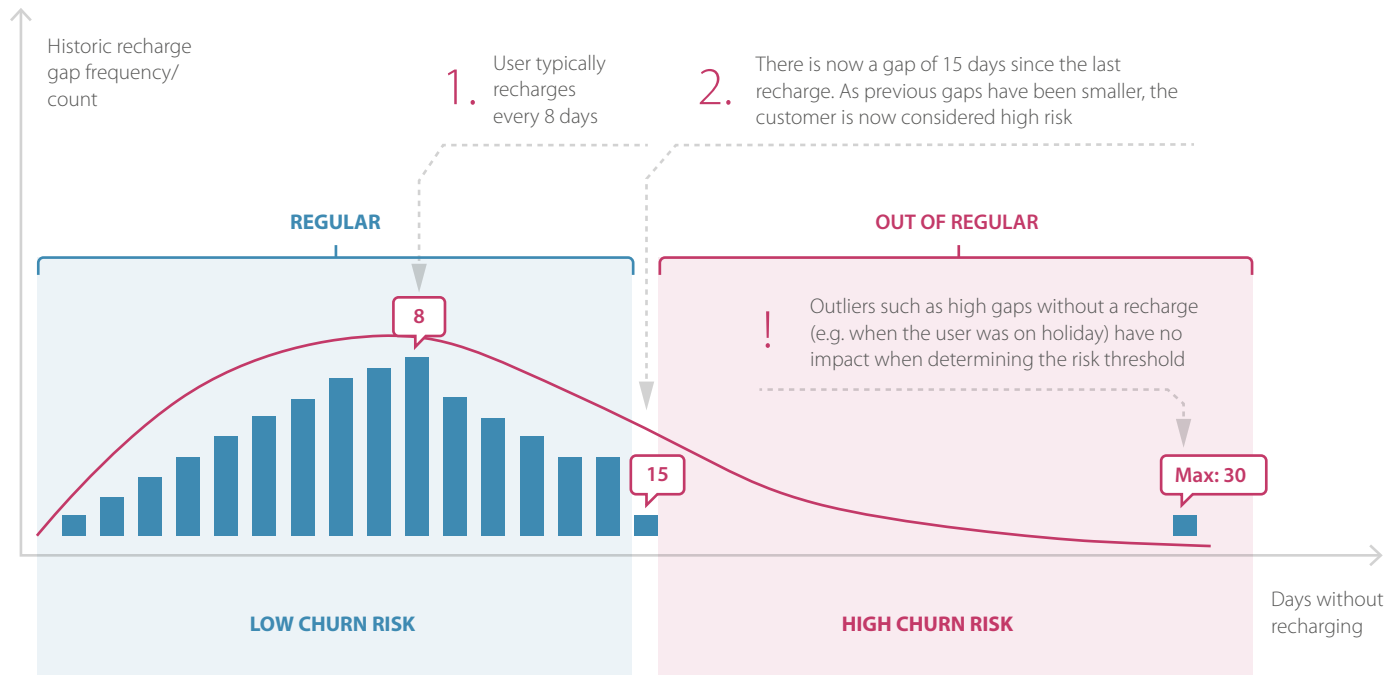 Historic recharge
gap frequency/
count
1.
User typically
recharges
every 8 days
2.
There is now a gap of 15 days since the last
recharge. As previous gaps have been smaller, the
customer is now considered high risk
REGULAR
OUT OF REGULAR
!
Outliers such as high gaps without a recharge
(e.g. when the user was on holiday) have no
impact when determining the risk threshold
8
15
Max: 30
LOW CHURN RISK
HIGH CHURN RISK
Days without
recharging